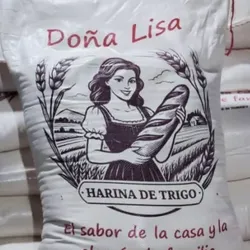 Doña Lisa
HARINA DE TRIGO
El sabor de la casa y la